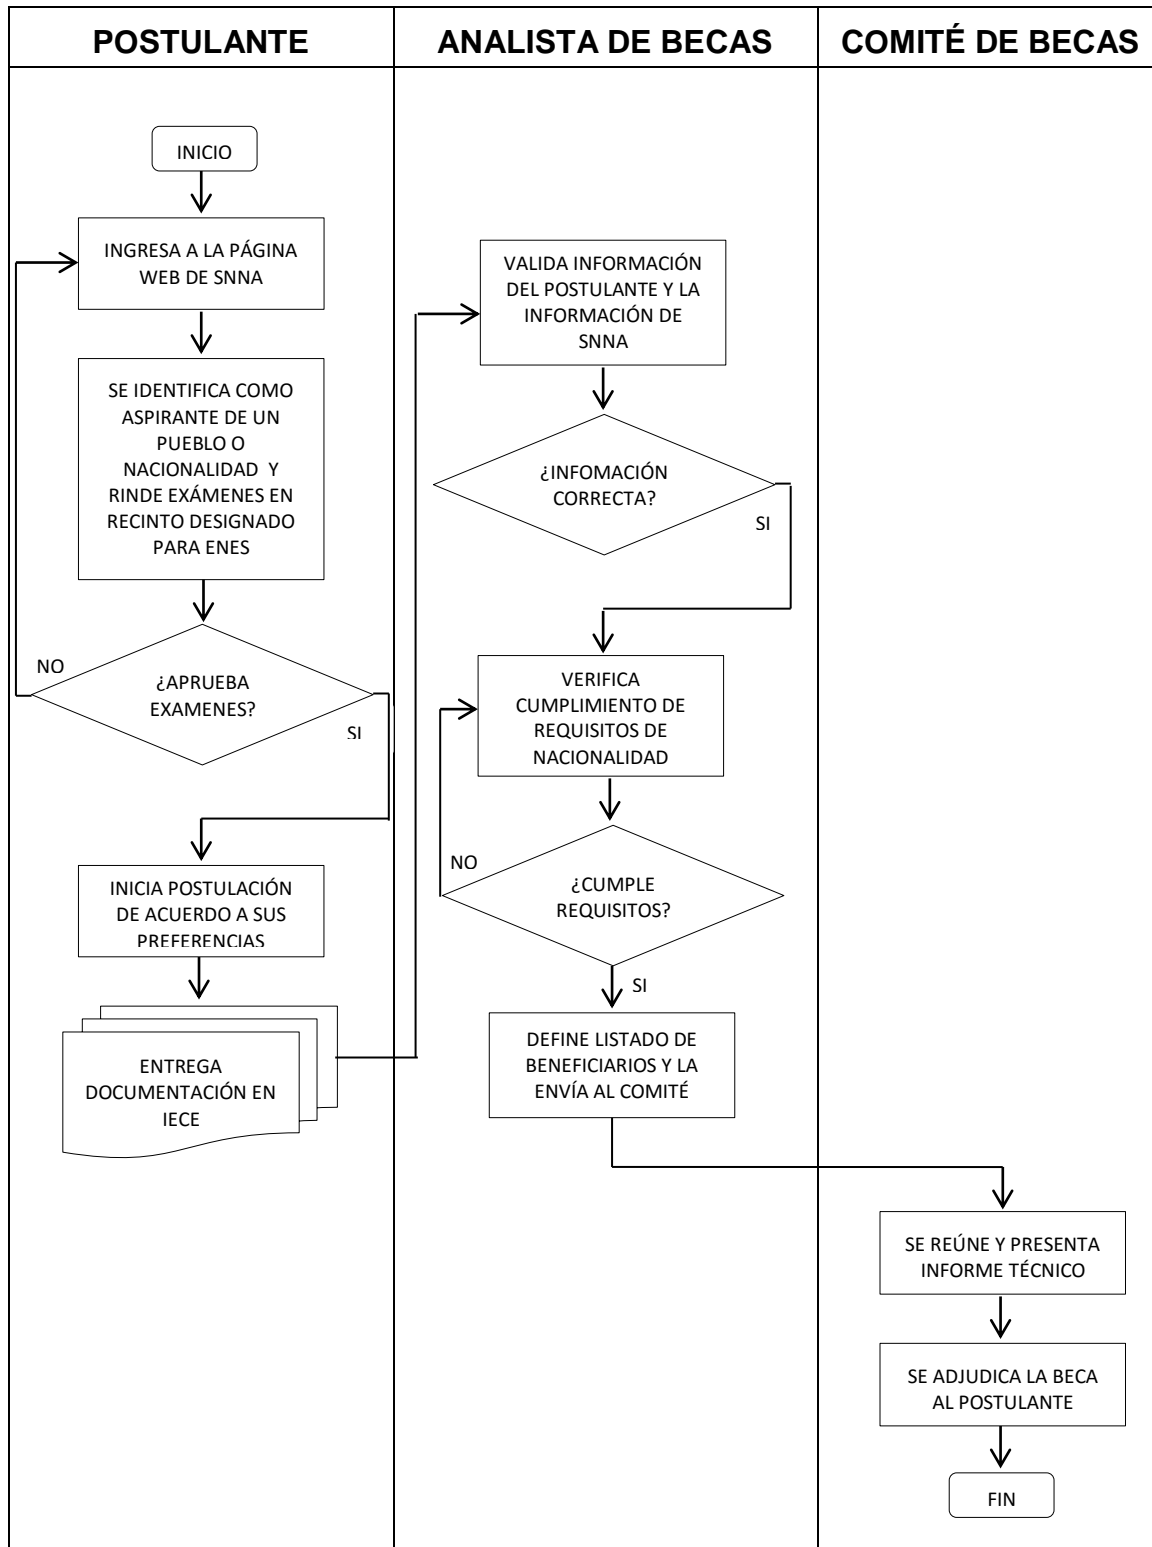 POSTULANTE
ANALISTA DE BECAS
COMITÉ DE BECAS
INICIO
INGRESA A LA PÁGINA
WEB DE SNNA
SE IDENTIFICA COMO
ASPIRANTE DE UN
PUEBLO O
NACIONALIDAD Y
RINDE EXÁMENES EN
RECINTO DESIGNADO
PARA ENES
NO
¿APRUEBA
EXAMENES?
SI
INICIA POSTULACIÓN
DE ACUERDO A SUS
PREFERENCIAS
ENTREGA
DOCUMENTACIÓN EN
IECE
VALIDA INFORMACIÓN
DEL POSTULANTE Y LA
INFORMACIÓN DE
SNNA
¿INFOMACIÓN
CORRECTA?
SI
VERIFICA
CUMPLIMIENTO DE
REQUISITOS DE
NACIONALIDAD
NO
¿CUMPLE
REQUISITOS?
SI
DEFINE LISTADO DE
BENEFICIARIOS Y LA
ENVÍA AL COMITÉ
SE REÚNE Y PRESENTA
INFORME TÉCNICO
SE ADJUDICA LA BECA
AL POSTULANTE
FIN